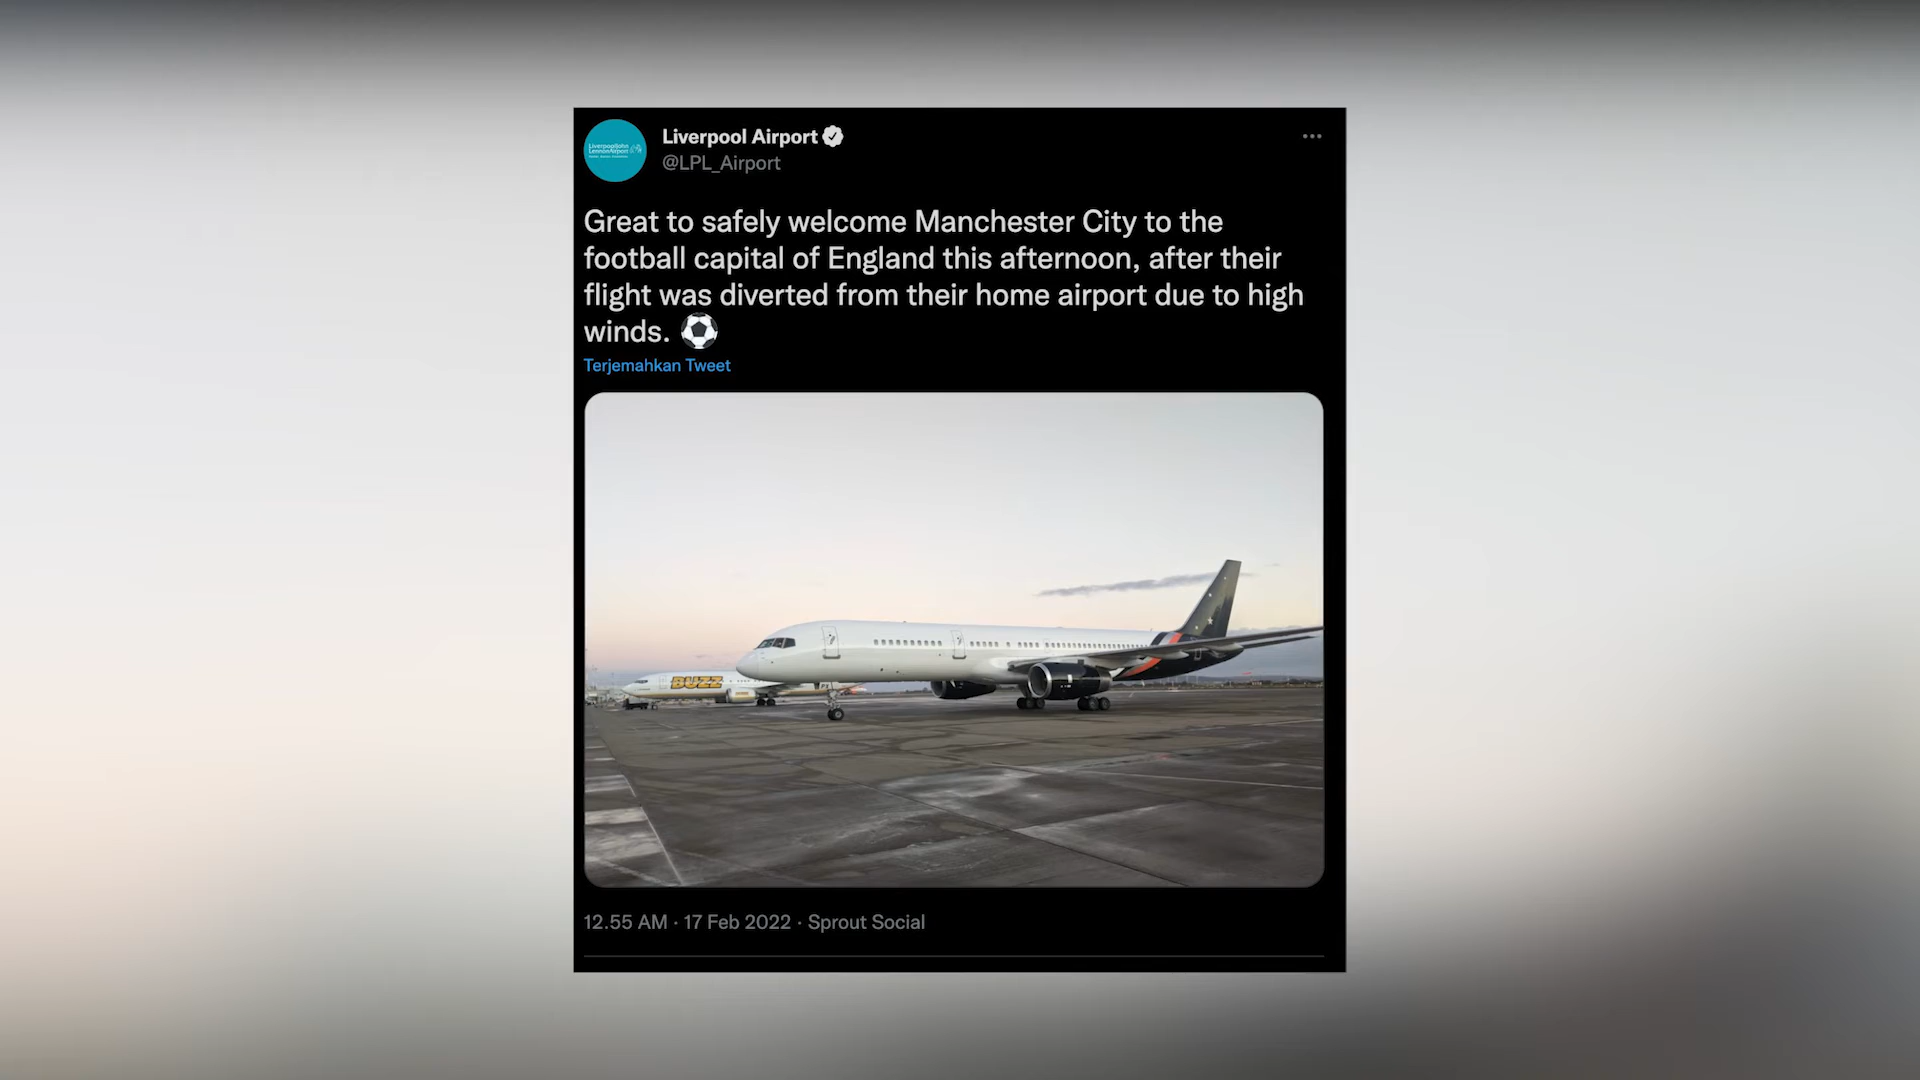 Liverpool Airport
@LPL_Airport
Great to safely welcome Manchester City to the
football capital of England this afternoon, after their
flight was diverted from their home airport due to high
winds. ⚽
Terjemahkan Tweet
BUZZ
12.55 AM · 17 Feb 2022 · Sprout Social